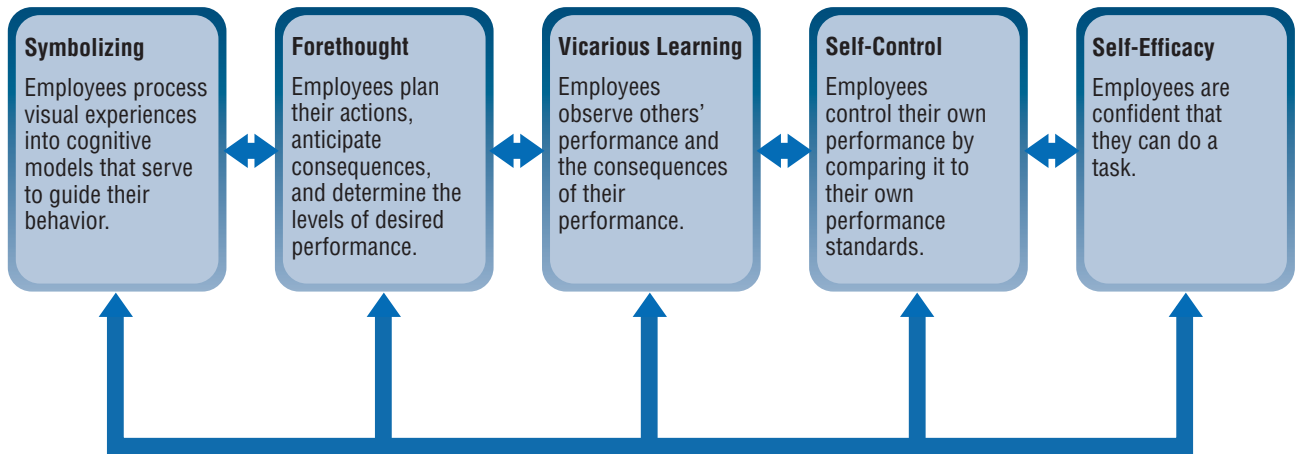 Symbolizing
Employees process
visual experiences
into cognitive
models that serve
to guide their
behavior.
Forethought
Employees plan
their actions,
anticipate
consequences,
and determine the
levels of desired
performance.
Vicarious Learning
Employees
observe others’
performance and
the consequences
of their
performance.
Self-Control
Employees
control their own
performance by
comparing it to
their own
performance
standards.
Self-Efficacy
Employees are
confident that
they can do a
task.